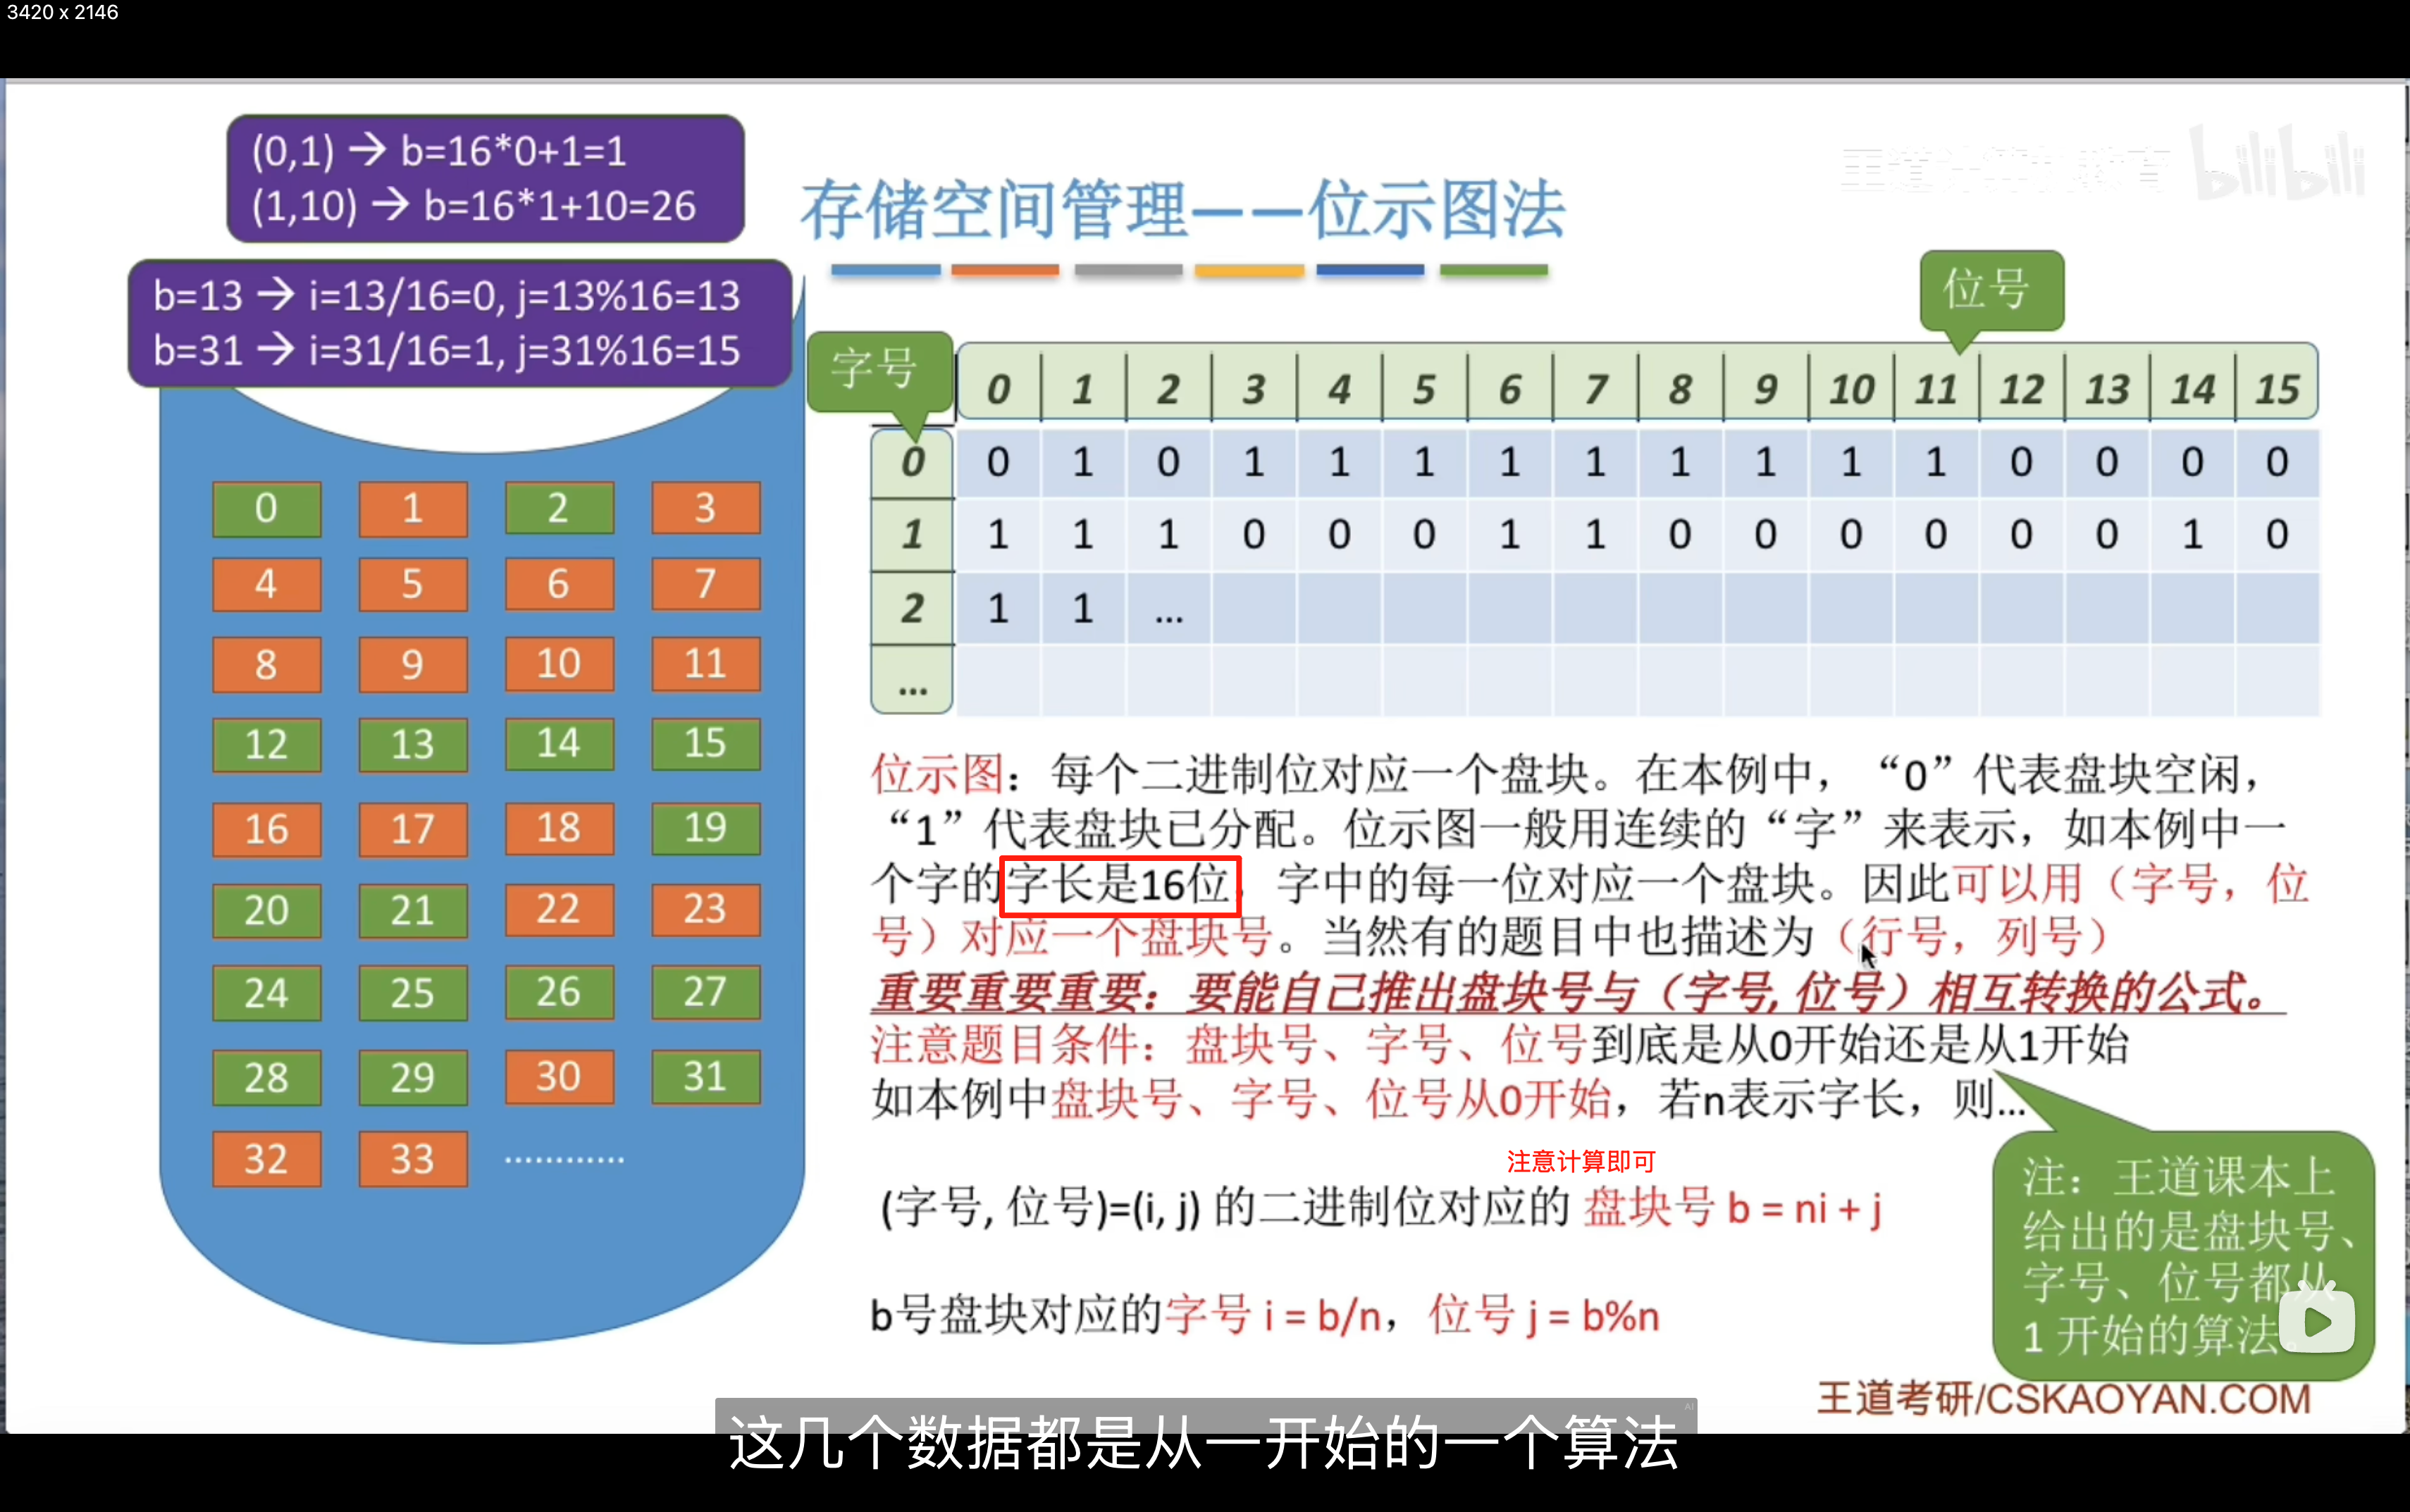 3420 x 2146
(0,1) → b=16*0+1=1
(1,10) → b=16*1+10=26
b=13 → i=13/16=0, j=13%16=13
b=31 → i=31/16=1, j=31%16=15
存储空间管理——位示图法
王道计算机教育 bilibili
位号
字号
0 1 2 3 4 5 6 7 8 9 10 11 12 13 14 15
0 0 1 0 1 1 1 1 1 1 1 1 1 0 0 0 0
1 1 1 1 0 0 0 1 1 0 0 0 0 0 0 1 0
2 1 1 ...
...
0 1 2 3
4 5 6 7
8 9 10 11
12 13 14 15
16 17 18 19
20 21 22 23
24 25 26 27
28 29 30 31
32 33 ............
位示图：每个二进制位对应一个盘块。在本例中，“0”代表盘块空闲，
“1”代表盘块已分配。位示图一般用连续的“字”来表示，如本例中一
个字的字长是16位，字中的每一位对应一个盘块。因此可以用（字号，位
号）对应一个盘块号。当然有的题目中也描述为（行号，列号）
重要重要重要：要能自己推出盘块号与（字号, 位号）相互转换的公式。
注意题目条件：盘块号、字号、位号到底是从0开始还是从1开始
如本例中盘块号、字号、位号从0开始，若n表示字长，则...
注意计算即可
(字号, 位号)=(i, j) 的二进制位对应的 盘块号 b = ni + j
b号盘块对应的字号 i = b/n，位号 j = b%n
注：王道课本上
给出的是盘块号、
字号、位号都从
1 开始的算法。
王道考研/CSKAOYAN.COM
AI
这几个数据都是从一开始的一个算法